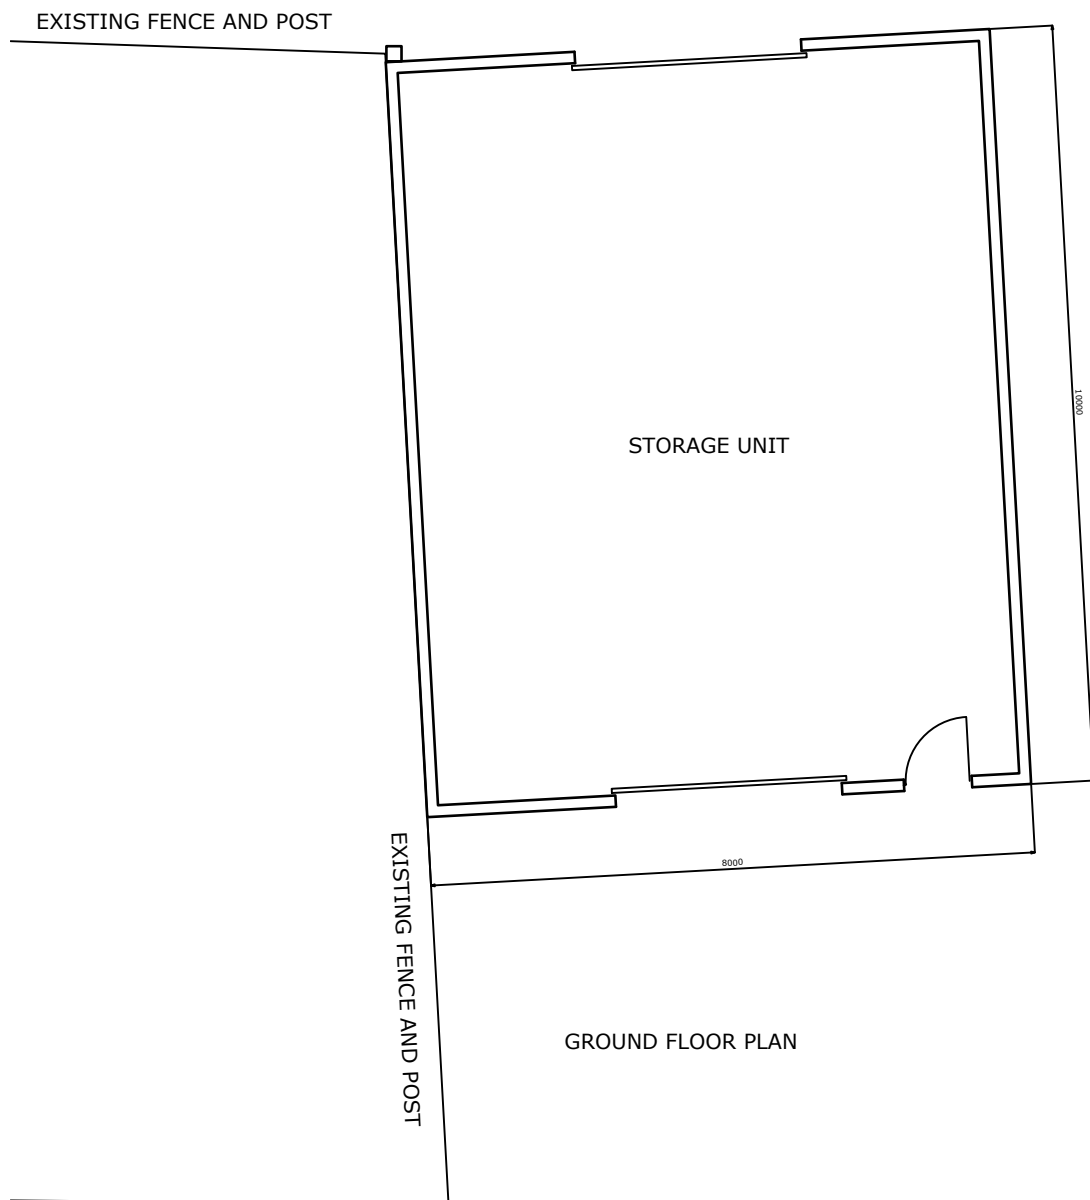 EXISTING FENCE AND POST
10000
STORAGE UNIT
8000
EXISTING FENCE AND POST
GROUND FLOOR PLAN